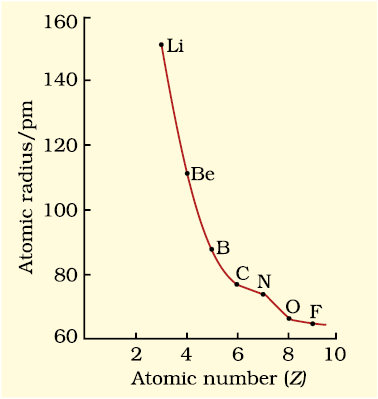 160
Li
140
120
Be
100
B
80
C
N
O
F
60
2 4 6 8 10
Atomic radius/pm
Atomic number (Z)